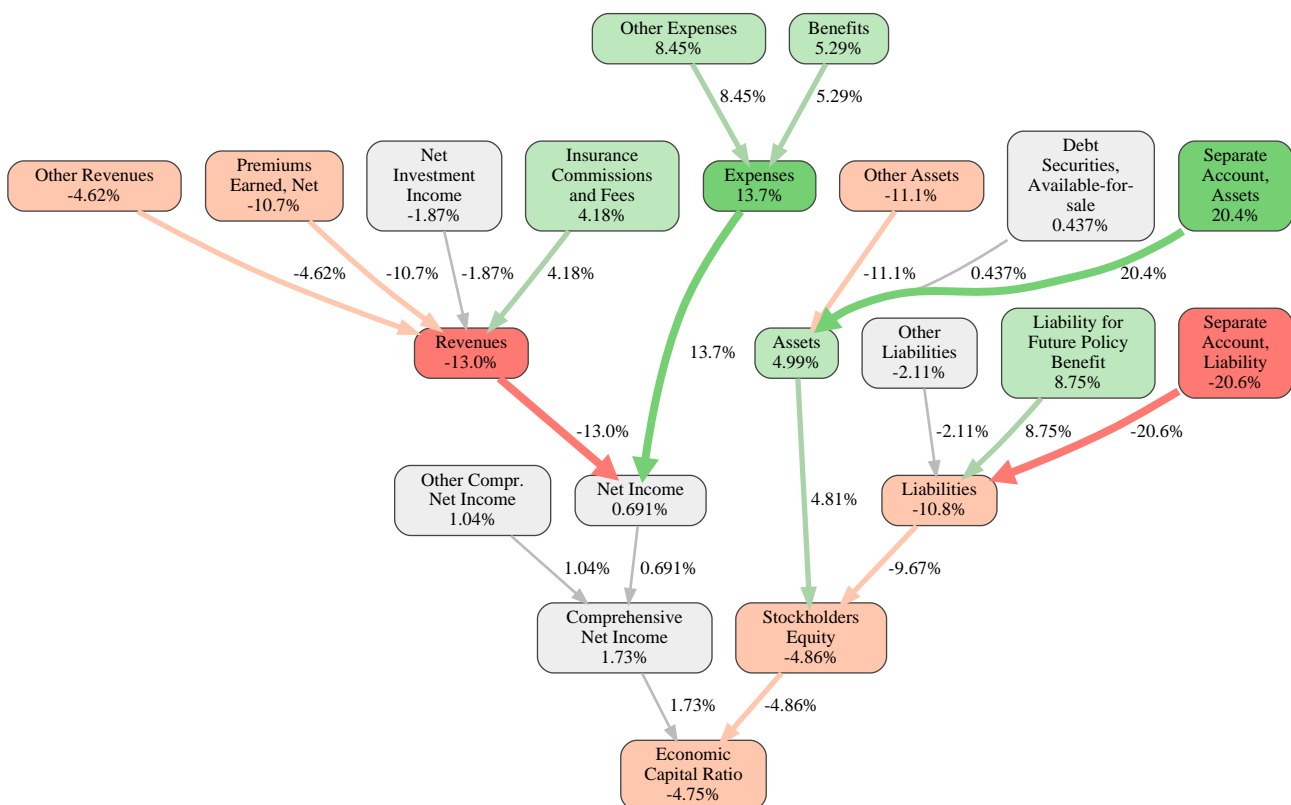 Other Expenses
8.45%
Benefits
5.29%
8.45%
5.29%
Other Revenues
-4.62%
Premiums
Earned, Net
-10.7%
Net
Investment
Income
-1.87%
Insurance
Commissions
and Fees
4.18%
Expenses
13.7%
Other Assets
-11.1%
Debt
Securities,
Available-for-
sale
0.437%
Separate
Account,
Assets
20.4%
-4.62%
-10.7%
-1.87%
4.18%
-11.1%
0.437%
20.4%
Revenues
-13.0%
13.7%
Assets
4.99%
Other
Liabilities
-2.11%
Liability for
Future Policy
Benefit
8.75%
Separate
Account,
Liability
-20.6%
-13.0%
-2.11%
8.75%
-20.6%
Other Compr.
Net Income
1.04%
Net Income
0.691%
4.81%
Liabilities
-10.8%
1.04%
0.691%
-9.67%
Comprehensive
Net Income
1.73%
Stockholders
Equity
-4.86%
1.73%
-4.86%
Economic
Capital Ratio
-4.75%